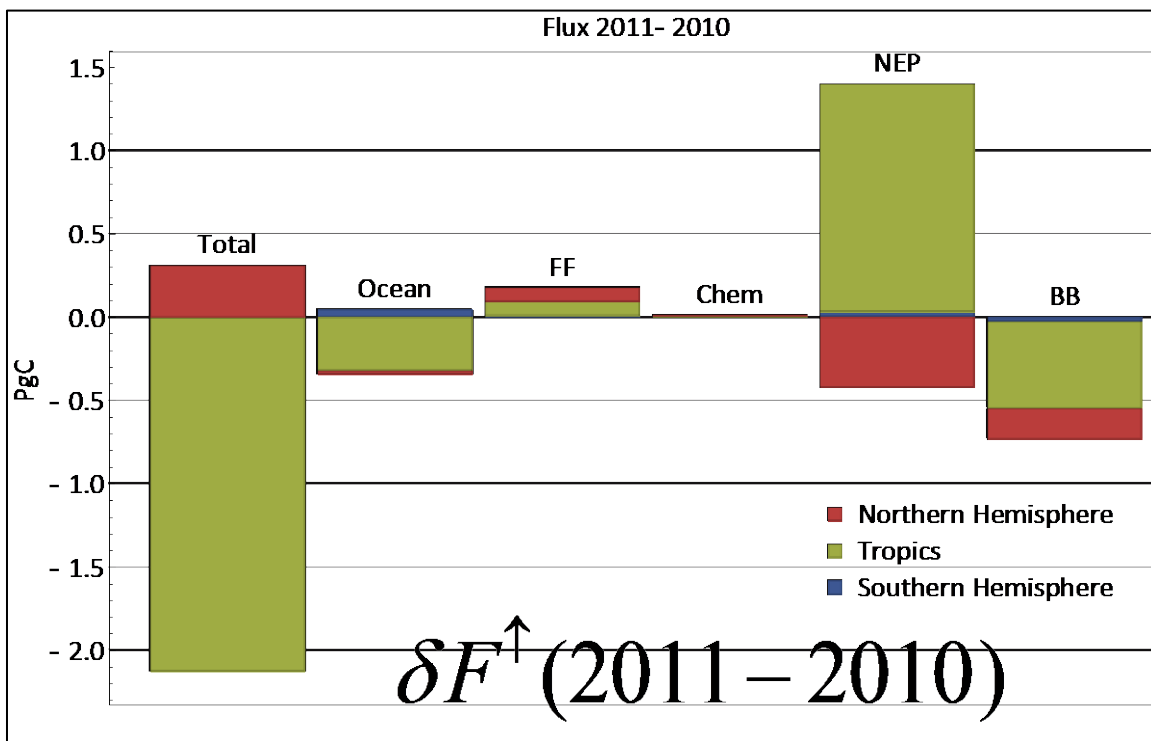 Flux 2011- 2010
NEP
1.5
1.0
0.5
Total
FF
Ocean
Chem
BB
0.0
PgC
- 0.5
- 1.0
Northern Hemisphere
- 1.5
Tropics
Southern Hemisphere
- 2.0
δF↑(2011–2010)